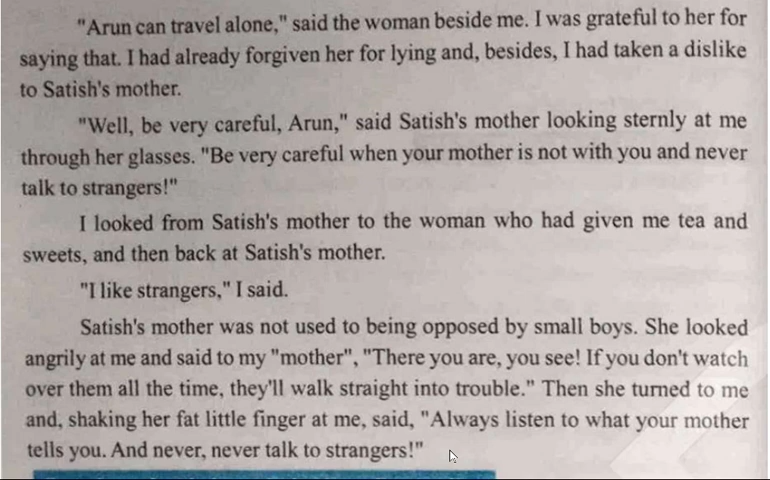 "Arun can travel alone," said the woman beside me. I was grateful to her for
saying that. I had already forgiven her for lying and, besides, I had taken a dislike
to Satish's mother.
"Well, be very careful, Arun," said Satish's mother looking sternly at me
through her glasses. "Be very careful when your mother is not with you and never
talk to strangers!"
I looked from Satish's mother to the woman who had given me tea and
sweets, and then back at Satish's mother.
"I like strangers," I said.
Satish's mother was not used to being opposed by small boys. She looked
angrily at me and said to my "mother", "There you are, you see! If you don't watch
over them all the time, they'll walk straight into trouble." Then she turned to me
and, shaking her fat little finger at me, said, "Always listen to what your mother
tells you. And never, never talk to strangers!"